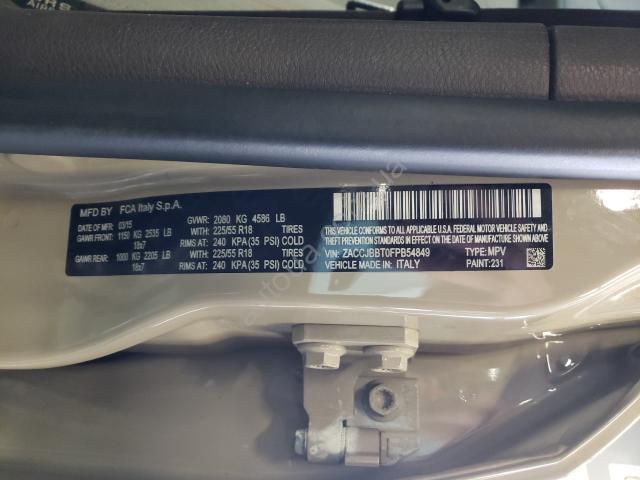 MFD BY FCA Italy S.p.A.
DATE OF MFR: 03/15 GVWR: 2080 KG 4586 LB
GAWR FRONT: 1150 KG 2535 LB WITH: 225/55 R18 TIRES
18x7 RIMS AT: 240 KPA(35 PSI) COLD
GAWR REAR: 1000 KG 2205 LB WITH: 225/55 R18 TIRES
18x7 RIMS AT: 240 KPA(35 PSI) COLD
THIS VEHICLE CONFORMS TO ALL APPLICABLE U.S.A. FEDERAL MOTOR
VEHICLE SAFETY, BUMPER, AND THEFT PREVENTION STANDARDS IN
EFFECT ON THE DATE OF MANUFACTURE SHOWN ABOVE.
VIN: ZACCJBBT0FPB54849 TYPE: MPV
VEHICLE MADE IN: ITALY PAINT: 231